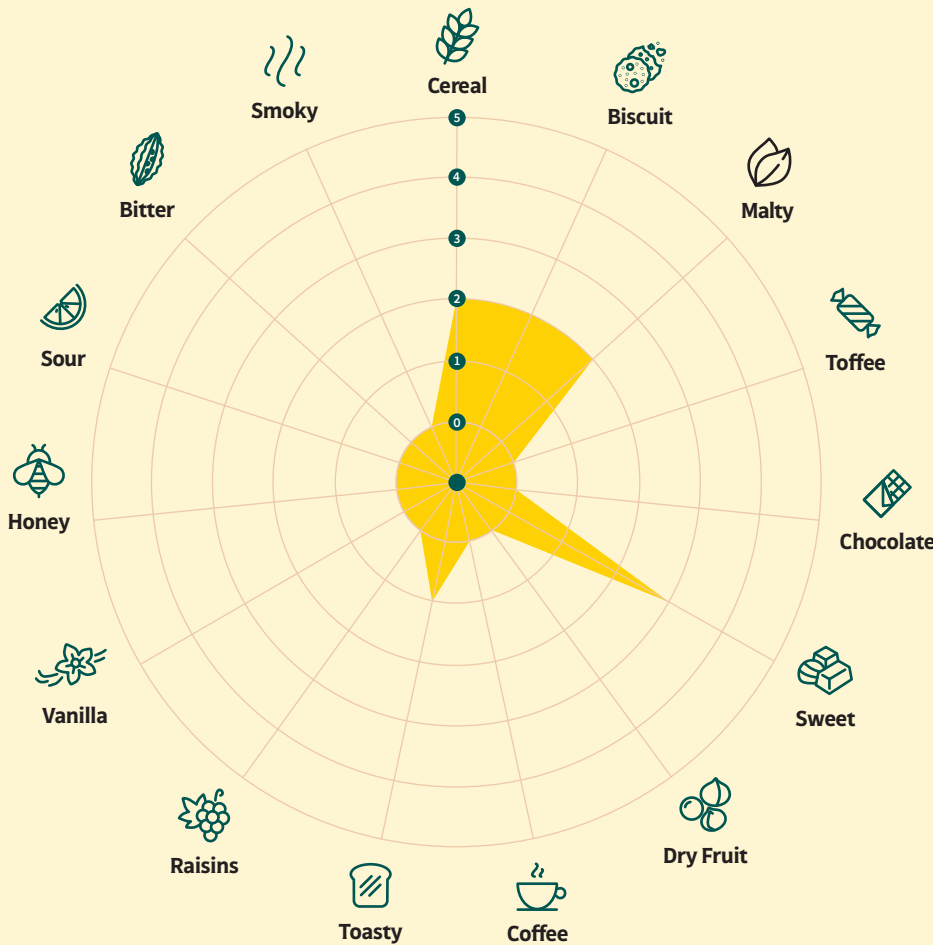 Cereal
Smoky
Biscuit
5
4
Bitter
Malty
3
2
Sour
Toffee
1
0
Honey
Chocolate
Vanilla
Sweet
Raisins
Dry Fruit
Toasty
Coffee